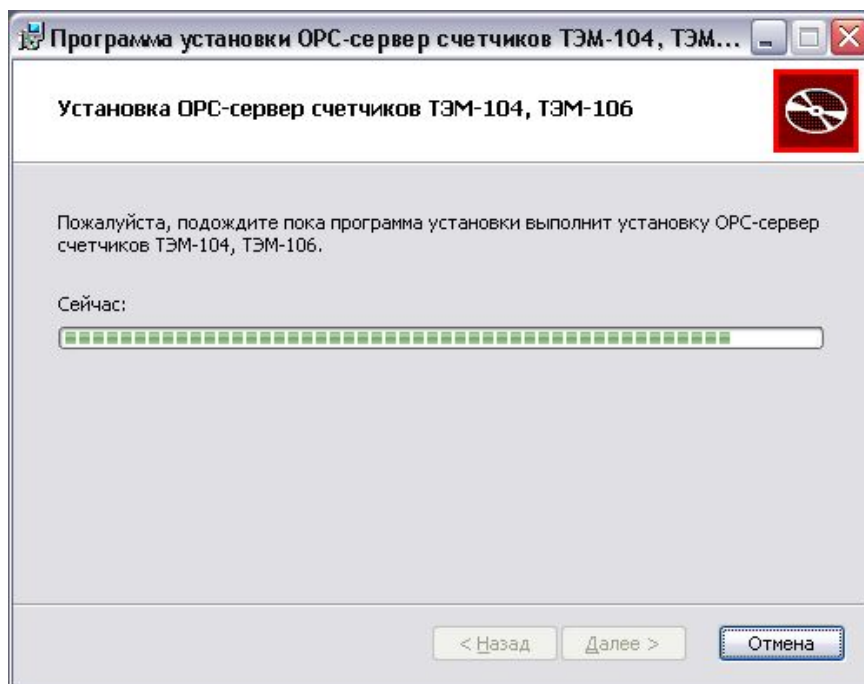 Программа установки OPC-сервер счетчиков ТЭМ-104, ТЭМ...
Установка OPC-сервер счетчиков ТЭМ-104, ТЭМ-106
Пожалуйста, подождите пока программа установки выполнит установку OPC-сервер
счетчиков ТЭМ-104, ТЭМ-106.
Сейчас:
< Назад
Далее >
Отмена